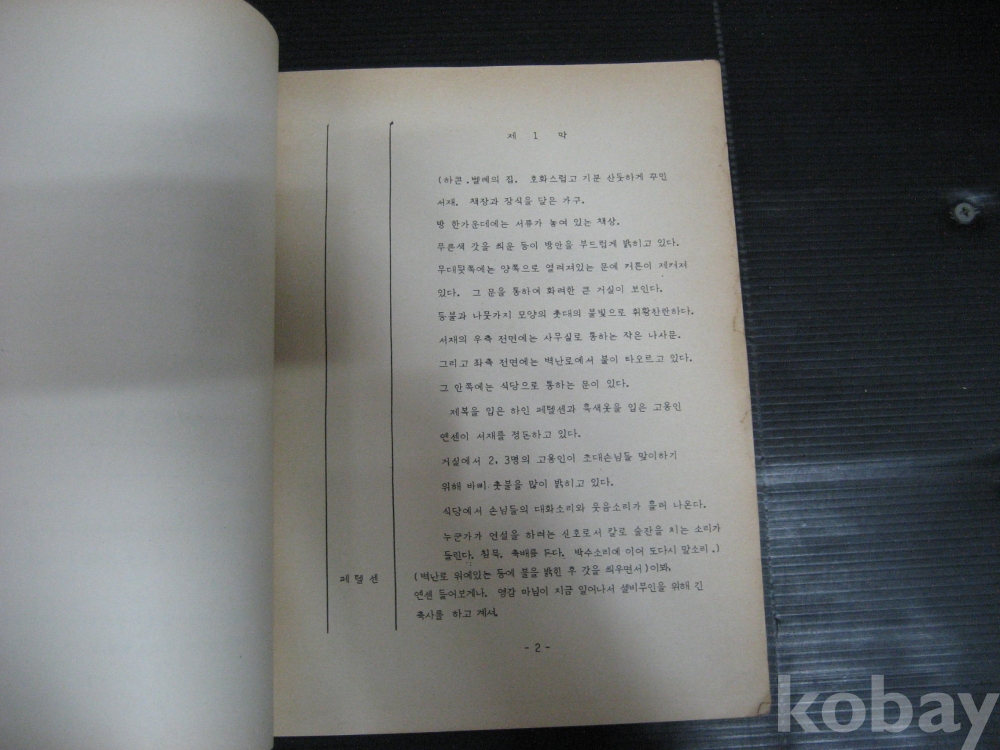 제 1 막
(하콘.벨레의 집. 호화스럽고 기분 산뜻하게 꾸민
서재. 책장과 장식을 달은 가구.
방 한가운데에는 서류가 놓여 있는 책상.
푸른색 갓을 씌운 등이 방안을 부드럽게 밝히고 있다.
무대뒷쪽에는 양쪽으로 열려져있는 문에 커튼이 제켜져
있다. 그 문을 통하여 화려한 큰 거실이 보인다.
등불과 나뭇가지 모양의 촛대의 불빛으로 휘황찬란하다.
서재의 우측 전면에는 사무실로 통하는 작은 나사문.
그리고 좌측 전면에는 벽난로에서 불이 타오르고 있다.
그 안쪽에는 식당으로 통하는 문이 있다.
제복을 입은 하인 페텔센과 흑색옷을 입은 고용인
옌센이 서재를 정돈하고 있다.
거실에서 2, 3명의 고용인이 초대손님들 맞이하기
위해 바삐 촛불을 많이 밝히고 있다.
식당에서 손님들의 대화소리와 웃음소리가 흘러 나온다.
누군가가 연설을 하려는 신호로서 칼로 술잔을 치는 소리가
들린다. 침묵. 축배를 든다. 박수소리에 이어 또다시 말소리.)
페텔센 (벽난로 위에있는 등에 불을 밝힌 후 갓을 씌우면서)이봐,
옌센 들어보게나. 영감 마님이 지금 일어나서 셀비부인을 위해 긴
축사를 하고 계셔.
- 2 -
kobay